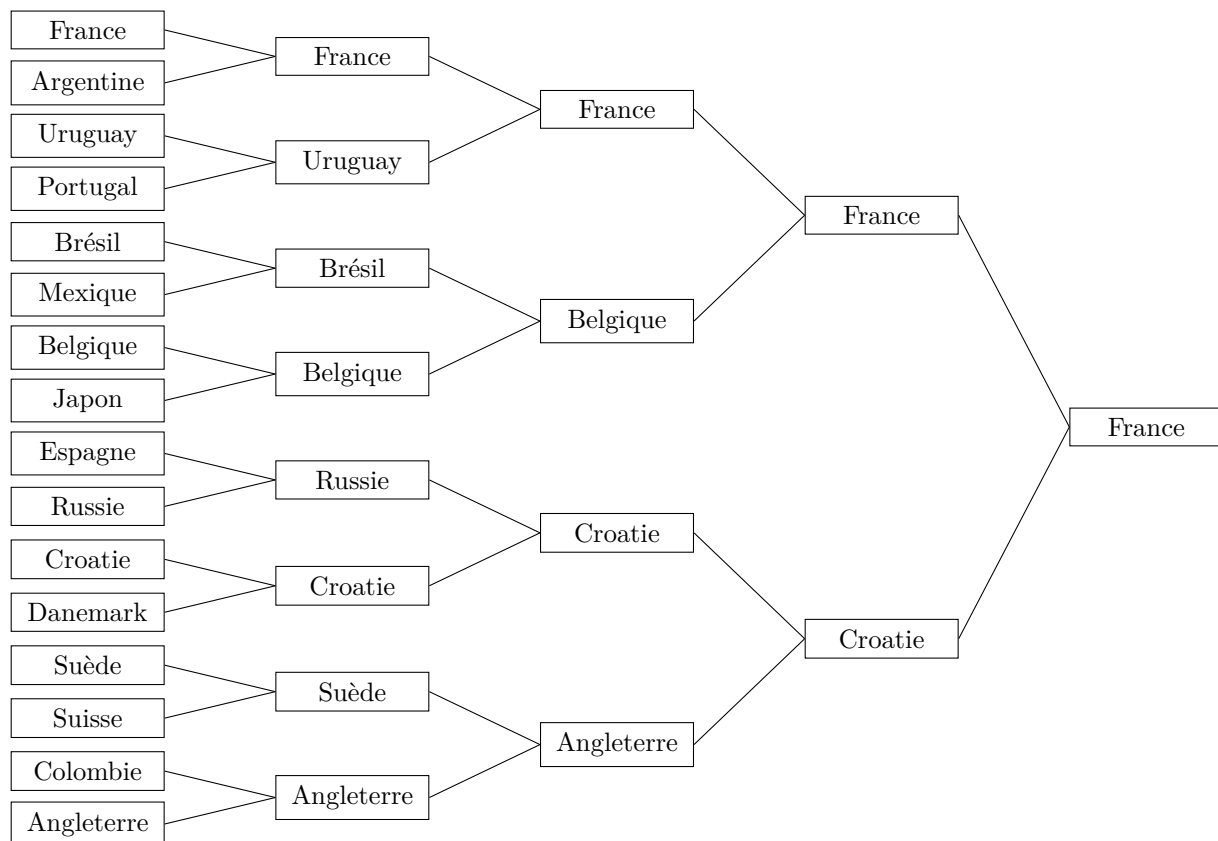 France
Argentine
Uruguay
Portugal
Brésil
Mexique
Belgique
Japon
Espagne
Russie
Croatie
Danemark
Suède
Suisse
Colombie
Angleterre
France
Uruguay
Brésil
Belgique
Russie
Croatie
Suède
Angleterre
France
Belgique
Croatie
Angleterre
France
Croatie
France